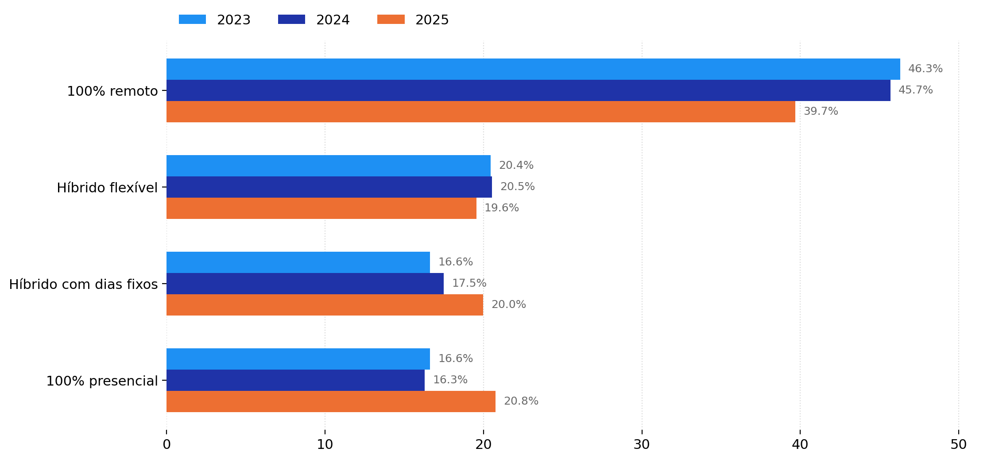 2023 2024 2025
100% remoto
46.3%
45.7%
39.7%
Híbrido flexível
20.4%
20.5%
19.6%
Híbrido com dias fixos
16.6%
17.5%
20.0%
100% presencial
16.6%
16.3%
20.8%
0 10 20 30 40 50